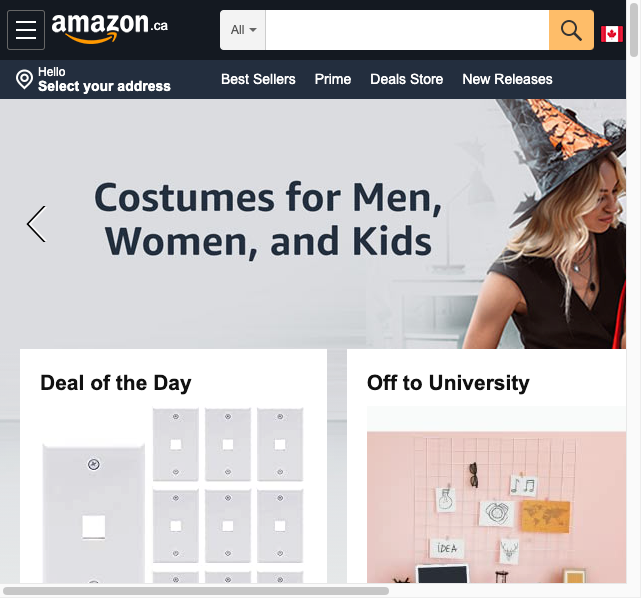 amazon.ca
All
Hello
Select your address
Best Sellers Prime Deals Store New Releases
Costumes for Men,
Women, and Kids
Deal of the Day
Off to University
IDEA